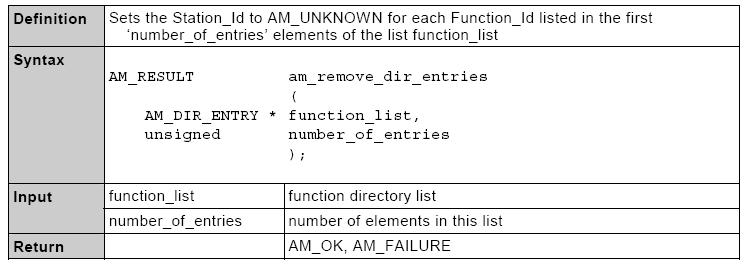 Definition Sets the Station_Id to AM_UNKNOWN for each Function_Id listed in the first
'number_of_entries' elements of the list function_list
Syntax
AM_RESULT am_remove_dir_entries
(
AM_DIR_ENTRY * function_list,
unsigned number_of_entries
);
Input function_list function directory list
number_of_entries number of elements in this list
Return AM_OK, AM_FAILURE